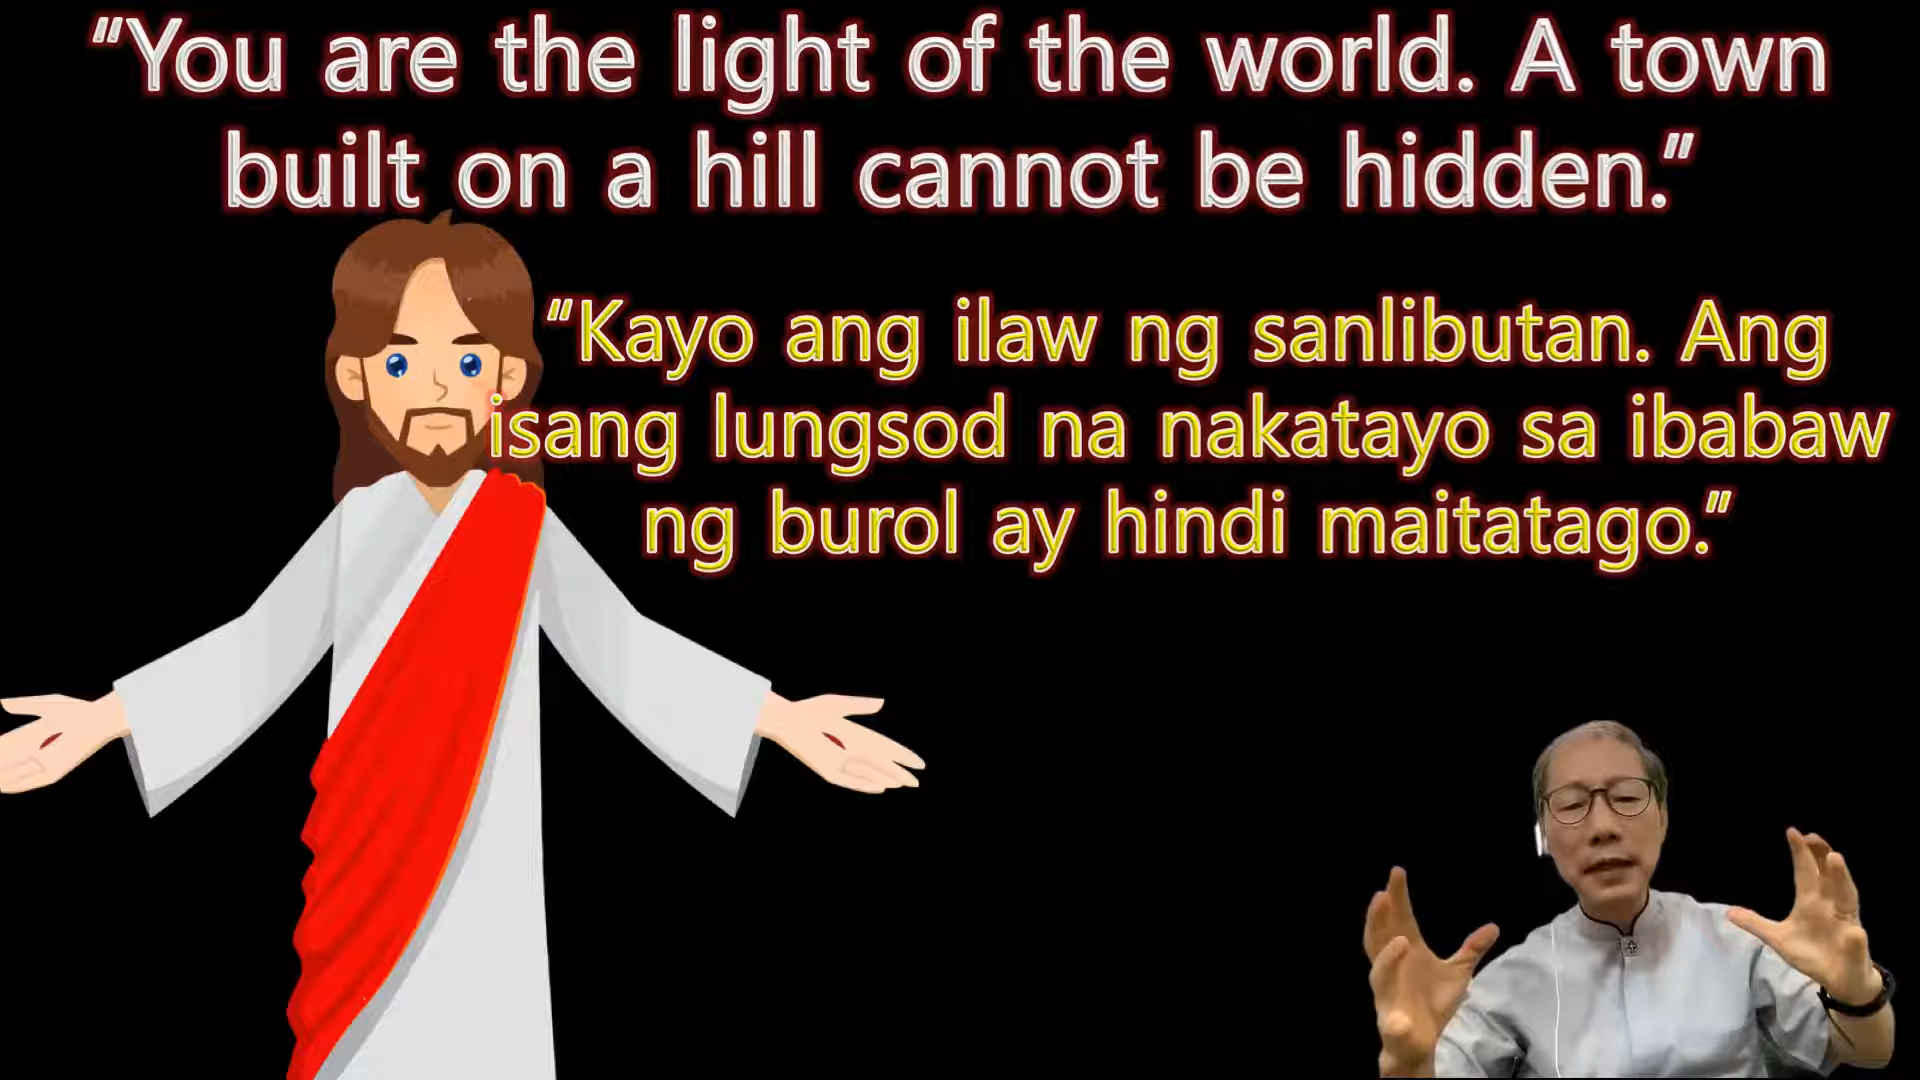 “You are the light of the world. A town
built on a hill cannot be hidden.”
“Kayo ang ilaw ng sanlibutan. Ang
isang lungsod na nakatayo sa ibabaw
ng burol ay hindi maitatago.”